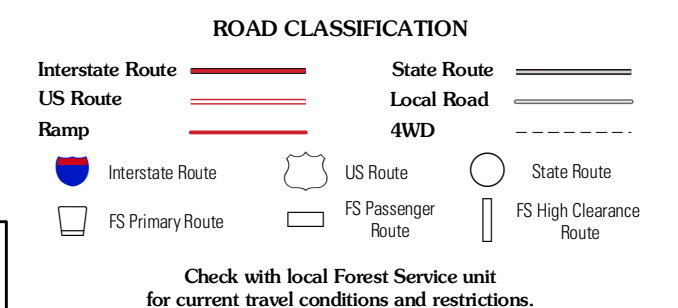 ROAD CLASSIFICATION
Interstate Route
State Route
US Route
Local Road
Ramp
4WD
Interstate Route
US Route
State Route
FS Primary Route
FS Passenger
Route
FS High Clearance
Route
Check with local Forest Service unit
for current travel conditions and restrictions.